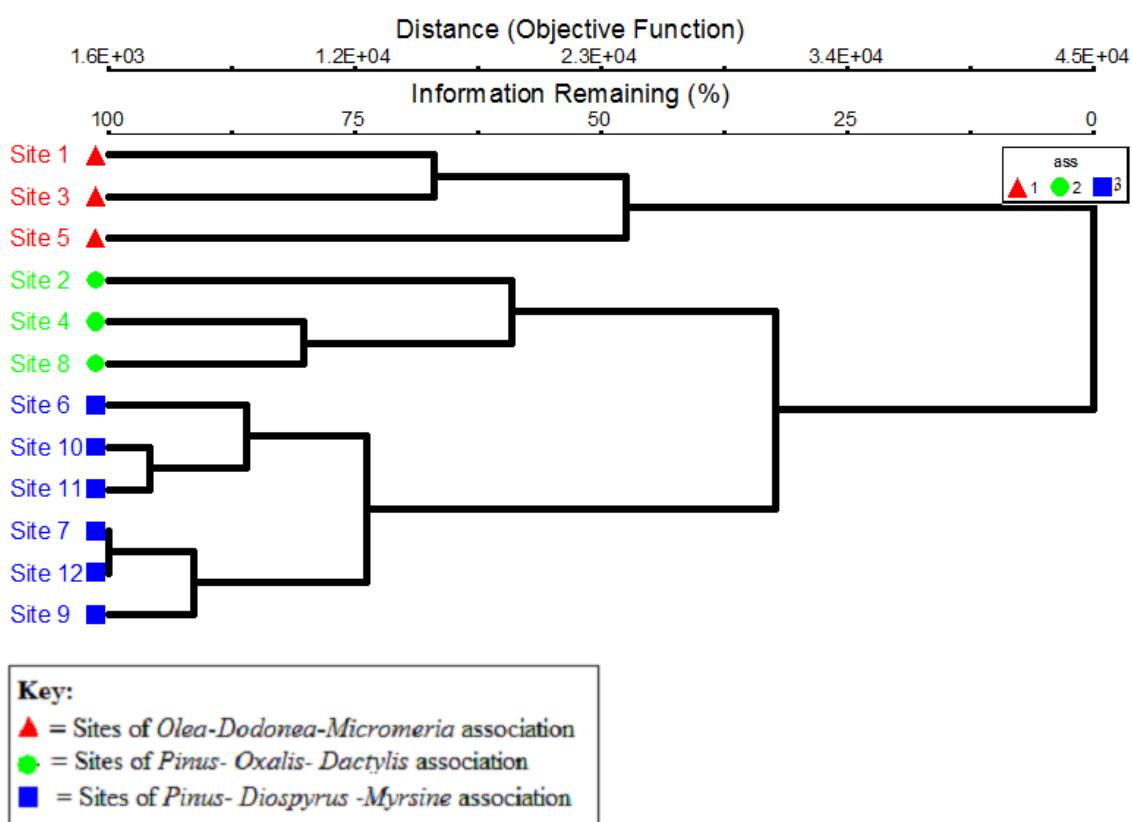 Distance (Objective Function)
1.6E+03 1.2E+04 2.3E+04 3.4E+04 4.5E+04
Information Remaining (%)
100 75 50 25 0
Site 1
Site 3
Site 5
Site 2
Site 4
Site 8
Site 6
Site 10
Site 11
Site 7
Site 12
Site 9
ass
1 2 3
Key:
= Sites of Olea-Dodonea-Micromeria association
= Sites of Pinus- Oxalis- Dactylis association
= Sites of Pinus- Diospyrus -Myrsine association